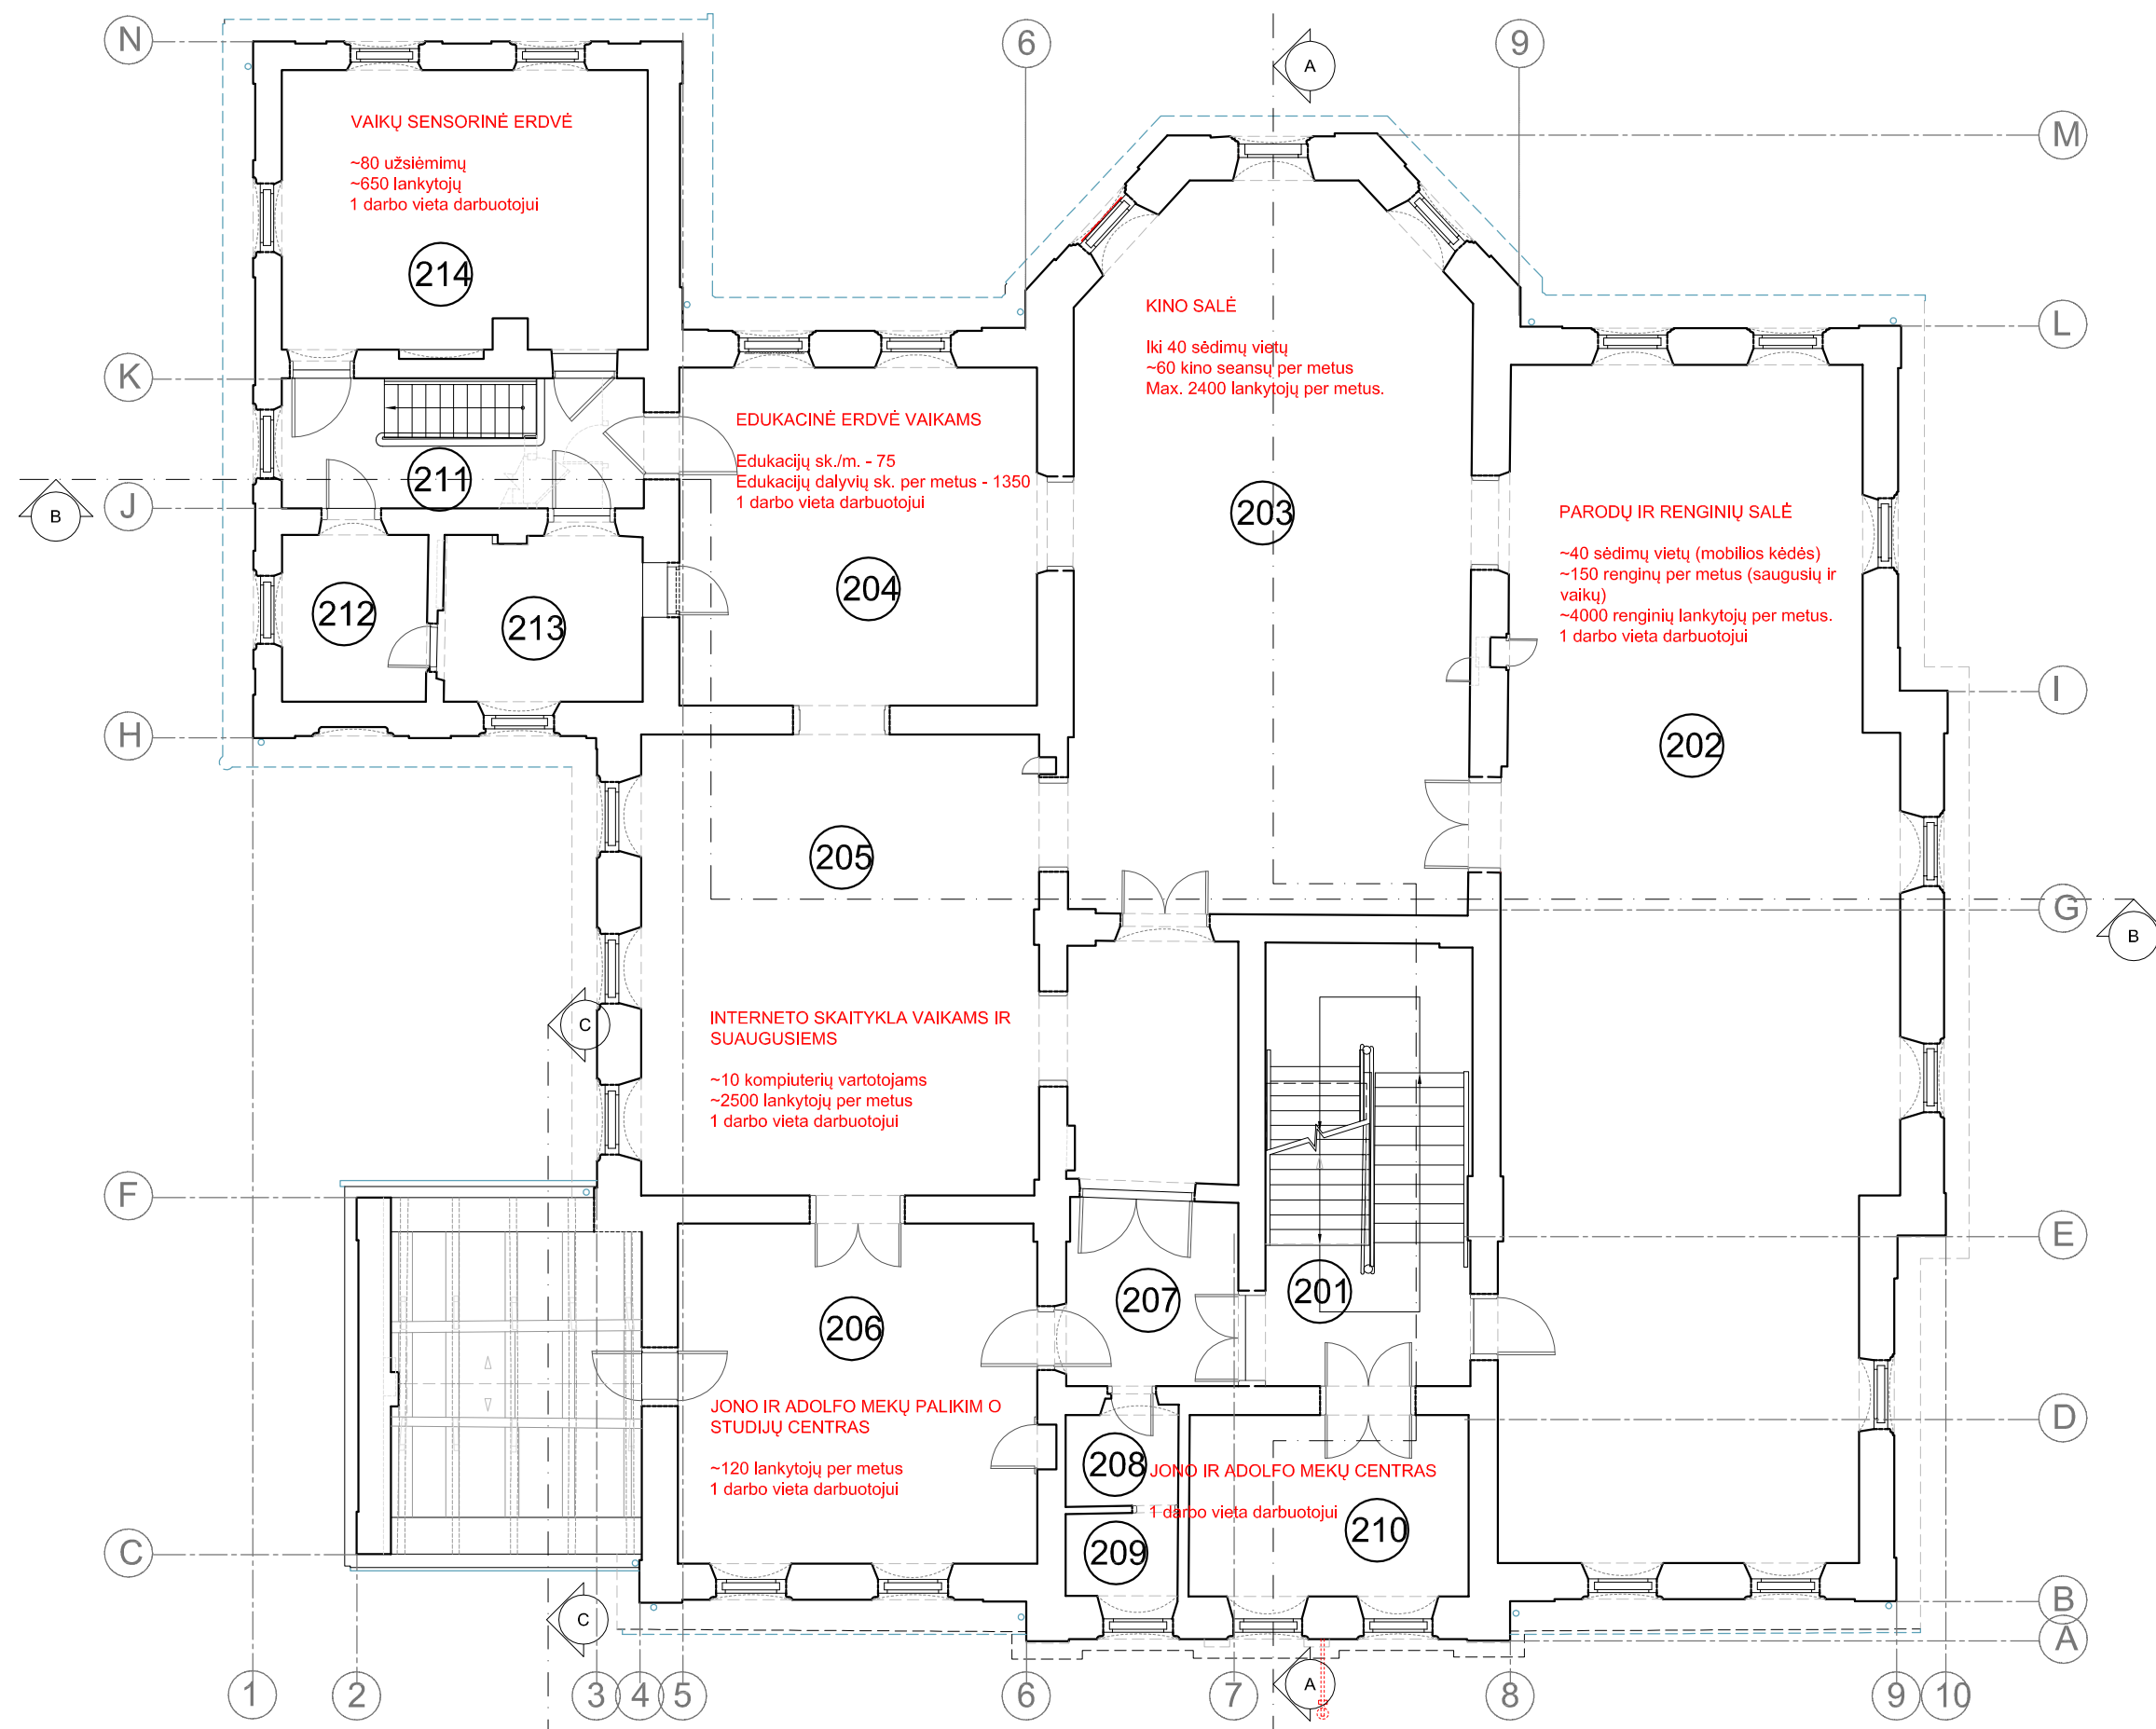 N
6
9
A
M
VAIKŲ SENSORINĖ ERDVĖ
~80 užsiėmimų
~650 lankytojų
1 darbo vieta darbuotojui
214
KINO SALĖ
Iki 40 sėdimų vietų
~60 kino seansų per metus
Max. 2400 lankytojų per metus.
L
K
EDUKACINĖ ERDVĖ VAIKAMS
Edukacijų sk./m. - 75
Edukacijų dalyvių sk. per metus - 1350
1 darbo vieta darbuotojui
211
J
B
203
PARODŲ IR RENGINIŲ SALĖ
~40 sėdimų vietų (mobilios kėdės)
~150 renginų per metus (saugusių ir
vaikų)
~4000 renginių lankytojų per metus.
1 darbo vieta darbuotojui
204
212
213
I
H
202
205
G
B
INTERNETO SKAITYKLA VAIKAMS IR
SUAUGUSIEMS
~10 kompiuterių vartotojams
~2500 lankytojų per metus
1 darbo vieta darbuotojui
C
F
E
201
207
206
JONO IR ADOLFO MEKŲ PALIKIM O
STUDIJŲ CENTRAS
~120 lankytojų per metus
1 darbo vieta darbuotojui
D
208
JONO IR ADOLFO MEKŲ CENTRAS
1 darbo vieta darbuotojui
210
209
C
C
B
A
A
1
2
3
4
5
6
7
8
9
10